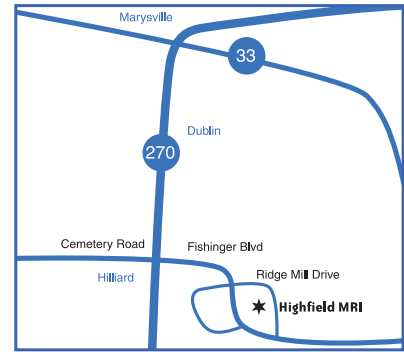 Marysville
33
Dublin
270
Cemetery Road
Fishinger Blvd
Hilliard
Ridge Mill Drive
Highfield MRI